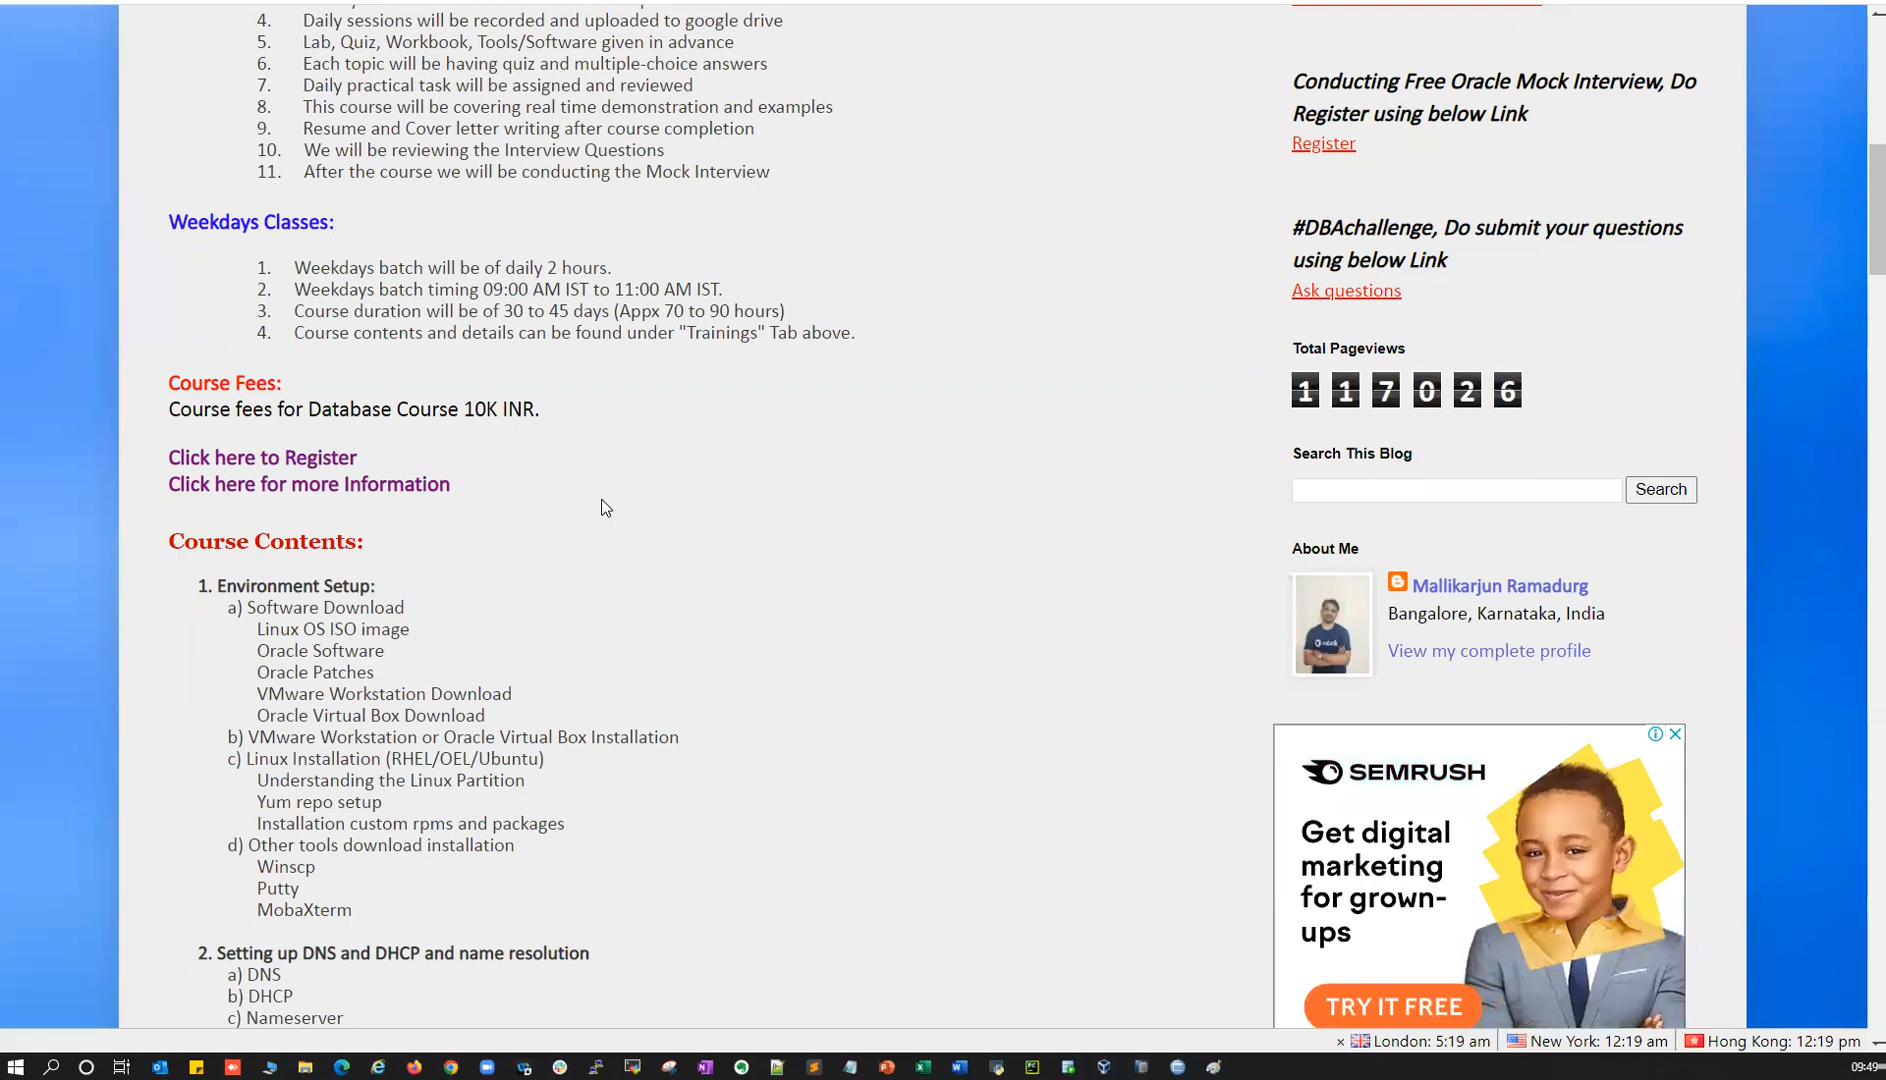 4. Daily sessions will be recorded and uploaded to google drive
5. Lab, Quiz, Workbook, Tools/Software given in advance
6. Each topic will be having quiz and multiple-choice answers
7. Daily practical task will be assigned and reviewed
8. This course will be covering real time demonstration and examples
9. Resume and Cover letter writing after course completion
10. We will be reviewing the Interview Questions
11. After the course we will be conducting the Mock Interview
Weekdays Classes:
1. Weekdays batch will be of daily 2 hours.
2. Weekdays batch timing 09:00 AM IST to 11:00 AM IST.
3. Course duration will be of 30 to 45 days (Appx 70 to 90 hours)
4. Course contents and details can be found under "Trainings" Tab above.
Course Fees:
Course fees for Database Course 10K INR.
Click here to Register
Click here for more Information
Course Contents:
1. Environment Setup:
a) Software Download
Linux OS ISO image
Oracle Software
Oracle Patches
VMware Workstation Download
Oracle Virtual Box Download
b) VMware Workstation or Oracle Virtual Box Installation
c) Linux Installation (RHEL/OEL/Ubuntu)
Understanding the Linux Partition
Yum repo setup
Installation custom rpms and packages
d) Other tools download installation
Winscp
Putty
MobaXterm
2. Setting up DNS and DHCP and name resolution
a) DNS
b) DHCP
c) Nameserver
Conducting Free Oracle Mock Interview, Do
Register using below Link
Register
#DBAchallenge, Do submit your questions
using below Link
Ask questions
Total Pageviews
117026
Search This Blog
Search
About Me
Mallikarjun Ramadurg
Bangalore, Karnataka, India
View my complete profile
SEMRUSH
Get digital
marketing
for grown-
ups
TRY IT FREE
London: 5:19 am
New York: 12:19 am
Hong Kong: 12:19 pm
09:49